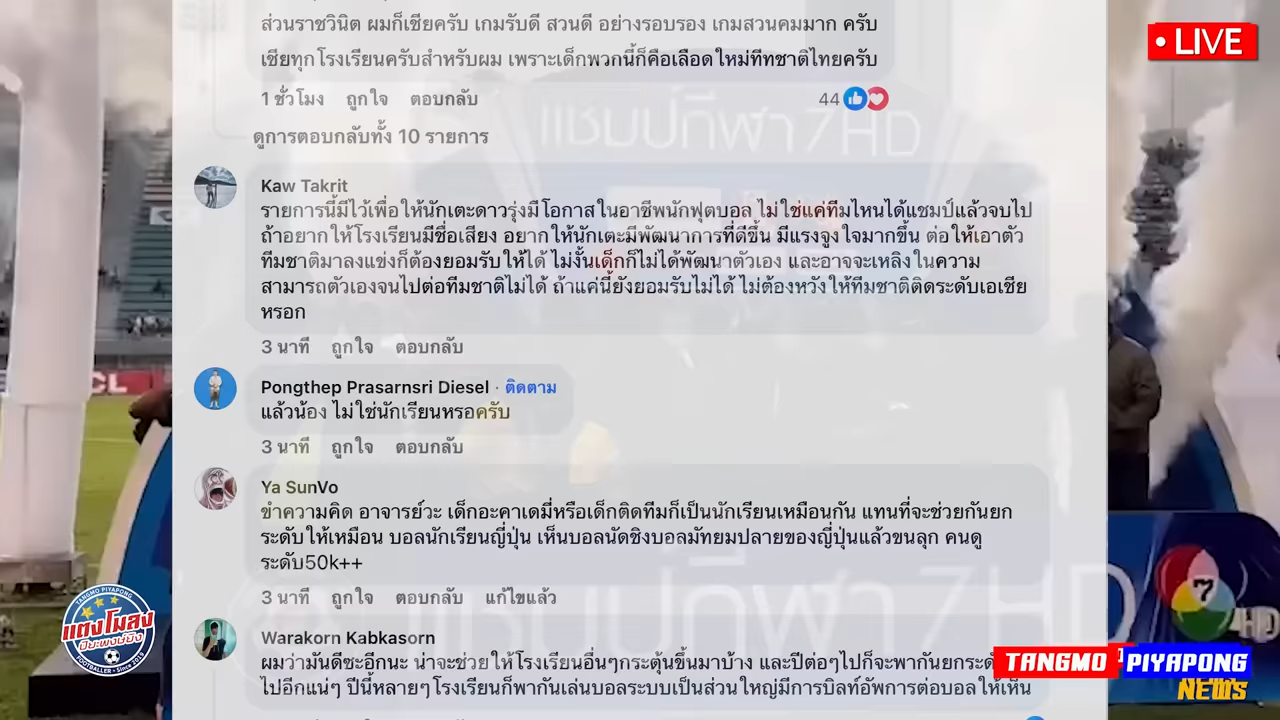 ส่วนราชวินิต ผมก็เชียครับ เกมรับดี สวนดี อย่างรอบรอง เกมสวนคมมาก ครับ
เชียทุกโรงเรียนครับสำหรับผม เพราะเด็กพวกนี้ก็คือเลือดใหม่ทีทชาติไทยครับ
1 ชั่วโมง ถูกใจ ตอบกลับ 44
ดูการตอบกลับทั้ง 10 รายการ
แชมป์กีฬา7HD
Kaw Takrit
รายการนี้มีไว้เพื่อให้นักเตะดาวรุ่งมีโอกาสในอาชีพนักฟุตบอล ไม่ใช่แค่ทีมไหนได้แชมป์แล้วจบไป
ถ้าอยากให้โรงเรียนมีชื่อเสียง อยากให้นักเตะมีพัฒนาการที่ดีขึ้น มีแรงจูงใจมากขึ้น ต่อให้เอาตัว
ทีมชาติมาลงแข่งก็ต้องยอมรับให้ได้ ไม่งั้นเด็กก็ไม่ได้พัฒนาตัวเอง และอาจจะเหลิงในความ
สามารถตัวเองจนไปต่อทีมชาติไม่ได้ ถ้าแค่นี้ยังยอมรับไม่ได้ ไม่ต้องหวังให้ทีมชาติติดระดับเอเชีย
หรอก
3 นาที ถูกใจ ตอบกลับ
Pongthep Prasarnsri Diesel · ติดตาม
แล้วน้อง ไม่ใช่นักเรียนหรอครับ
3 นาที ถูกใจ ตอบกลับ
Ya SunVo
ขำความคิด อาจารย์วะ เด็กอะคาเดมี่หรือเด็กติดทีมก็เป็นนักเรียนเหมือนกัน แทนที่จะช่วยกันยก
ระดับให้เหมือน บอลนักเรียนญี่ปุ่น เห็นบอลนัดชิงบอลมัทยมปลายของญี่ปุ่นแล้วขนลุก คนดู
ระดับ50k++
3 นาที ถูกใจ ตอบกลับ แก้ไขแล้ว
Warakorn Kabkasorn
ผมว่ามันดีซะอีกนะ น่าจะช่วยให้โรงเรียนอื่นๆกระตุ้นขึ้นมาบ้าง และปีต่อๆไปก็จะพากันยกระดั
ไปอีกแน่ๆ ปีนี้หลายๆโรงเรียนก็พากันเล่นบอลระบบเป็นส่วนใหญ่มีการบิลท์อัพการต่อบอลให้เห็น
LIVE
CL
7HD
TANGMO PIYAPONG
แตงโมลง
ปิยะพงษ์ยิง
FOOTBALLER • Since 2019
TANGMO PIYAPONG
NEWS